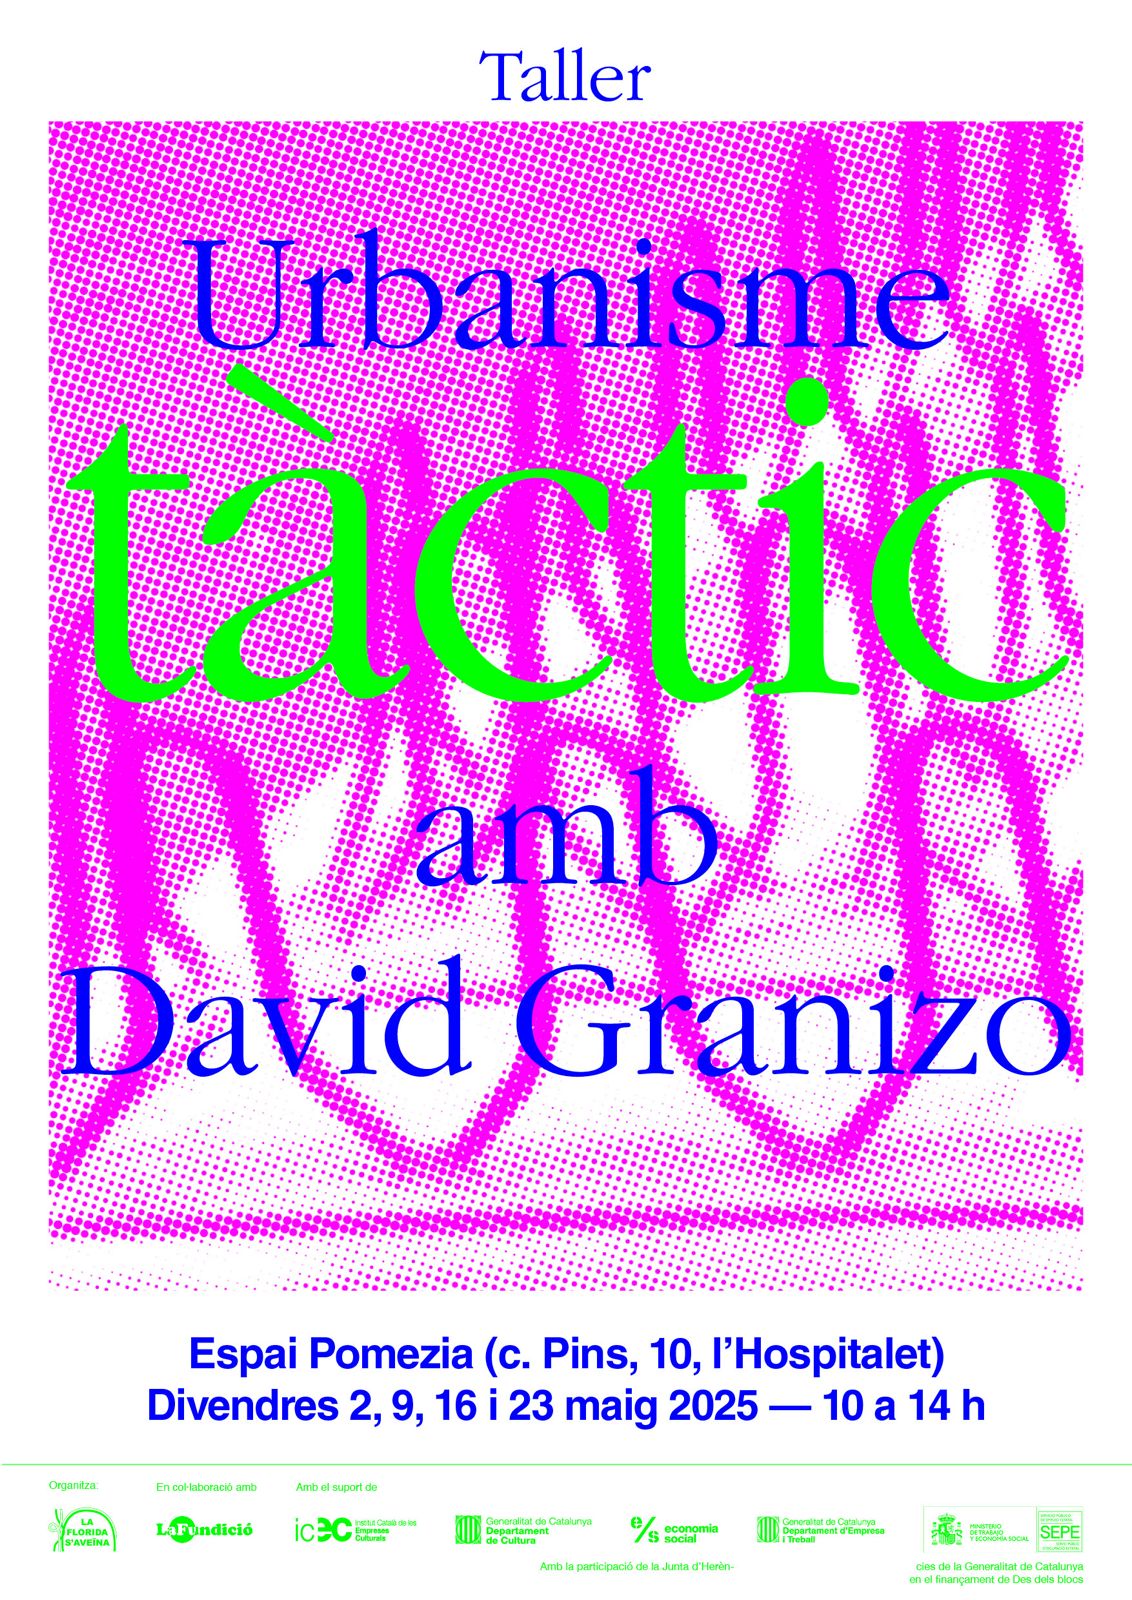 Taller
Urbanisme
tàctic
amb
David Granizo
Espai Pomezia (c. Pins, 10, l’Hospitalet)
Divendres 2, 9, 16 i 23 maig 2025 — 10 a 14 h
Organitza:
En col·laboració amb
Amb el suport de
LA
FLORIDA
S'AVEÏNA
LaFundició
icec
Institut Català de les
Empreses
Culturals
Generalitat de Catalunya
Departament
de Cultura
e/s
economia
social
Generalitat de Catalunya
Departament d'Empresa
i Treball
MINISTERIO
DE TRABAJO
Y ECONOMÍA SOCIAL
SEPE
Amb la participació de la Junta d'Herèn-
cies de la Generalitat de Catalunya
en el finançament de Des dels blocs